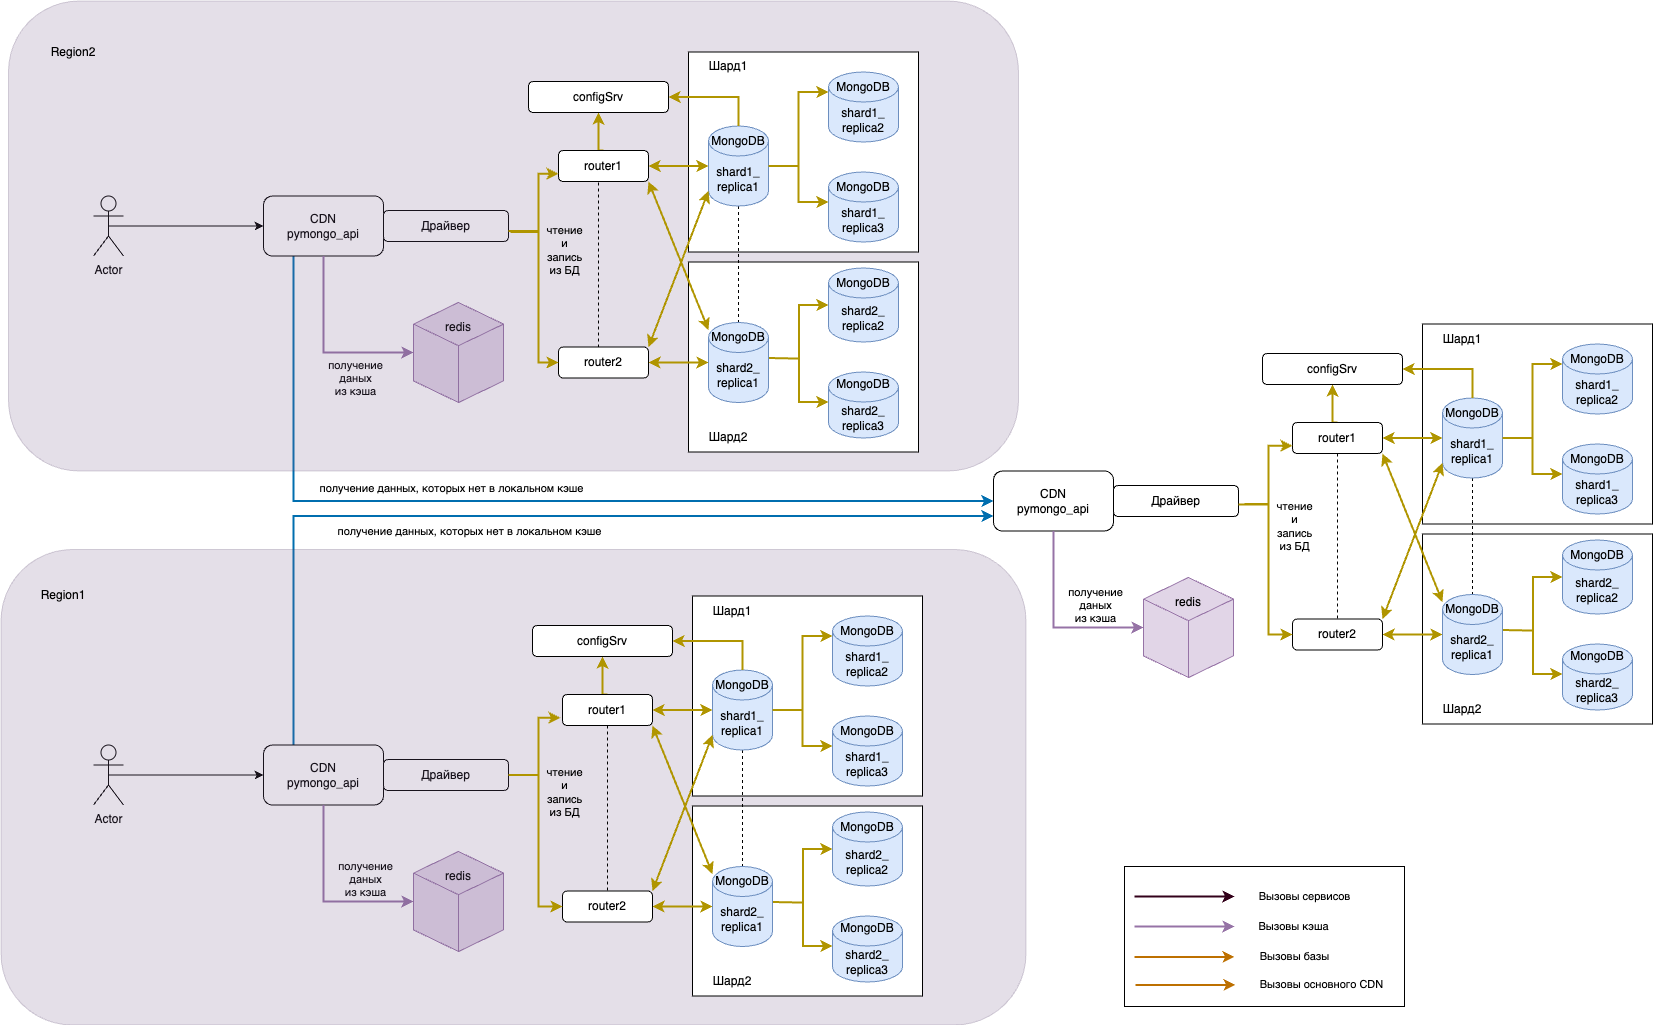 Region2
Actor
CDN
pymongo_api
Драйвер
redis
получение
даных
из кэша
чтение
и
запись
из БД
configSrv
router1
router2
Шард1
MongoDB
shard1_
replica1
MongoDB
shard1_
replica2
MongoDB
shard1_
replica3
MongoDB
shard2_
replica1
MongoDB
shard2_
replica2
MongoDB
shard2_
replica3
Шард2
получение данных, которых нет в локальном кэше
получение данных, которых нет в локальном кэше
CDN
pymongo_api
Драйвер
redis
получение
даных
из кэша
чтение
и
запись
из БД
configSrv
router1
router2
Шард1
MongoDB
shard1_
replica1
MongoDB
shard1_
replica2
MongoDB
shard1_
replica3
MongoDB
shard2_
replica1
MongoDB
shard2_
replica2
MongoDB
shard2_
replica3
Шард2
Region1
Actor
CDN
pymongo_api
Драйвер
redis
получение
даных
из кэша
чтение
и
запись
из БД
configSrv
router1
router2
Шард1
MongoDB
shard1_
replica1
MongoDB
shard1_
replica2
MongoDB
shard1_
replica3
MongoDB
shard2_
replica1
MongoDB
shard2_
replica2
MongoDB
shard2_
replica3
Шард2
Вызовы сервисов
Вызовы кэша
Вызовы базы
Вызовы основного CDN